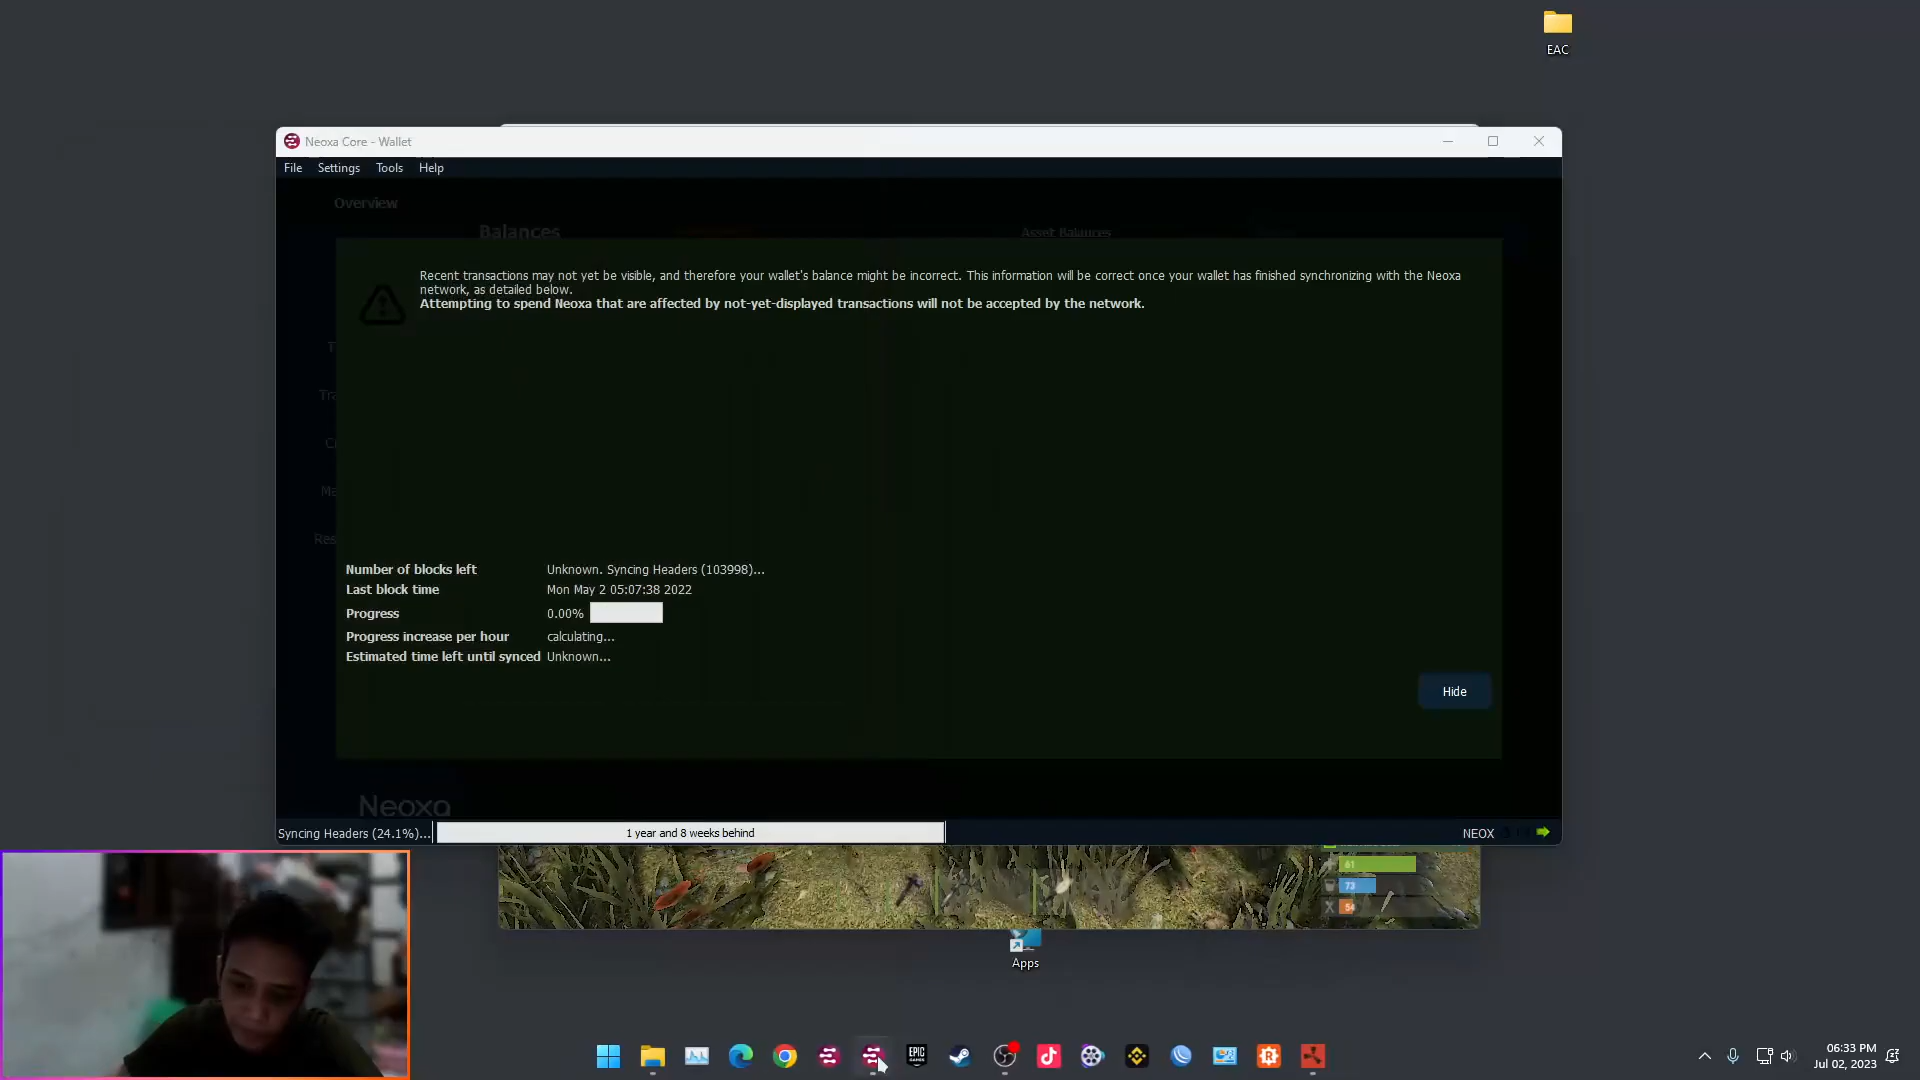 EAC
Neoxa Core - Wallet
File Settings Tools Help
Overview
Balances
Asset Balances
Recent transactions may not yet be visible, and therefore your wallet's balance might be incorrect. This information will be correct once your wallet has finished synchronizing with the Neoxa
network, as detailed below.
Attempting to spend Neoxa that are affected by not-yet-displayed transactions will not be accepted by the network.
Number of blocks left Unknown. Syncing Headers (103998)...
Last block time Mon May 2 05:07:38 2022
Progress 0.00%
Progress increase per hour calculating...
Estimated time left until synced Unknown...
Hide
Neoxa
Syncing Headers (24.1%)... 1 year and 8 weeks behind NEOX
61
73
54
Apps
EPIC
GAMES
06:33 PM
Jul 02, 2023